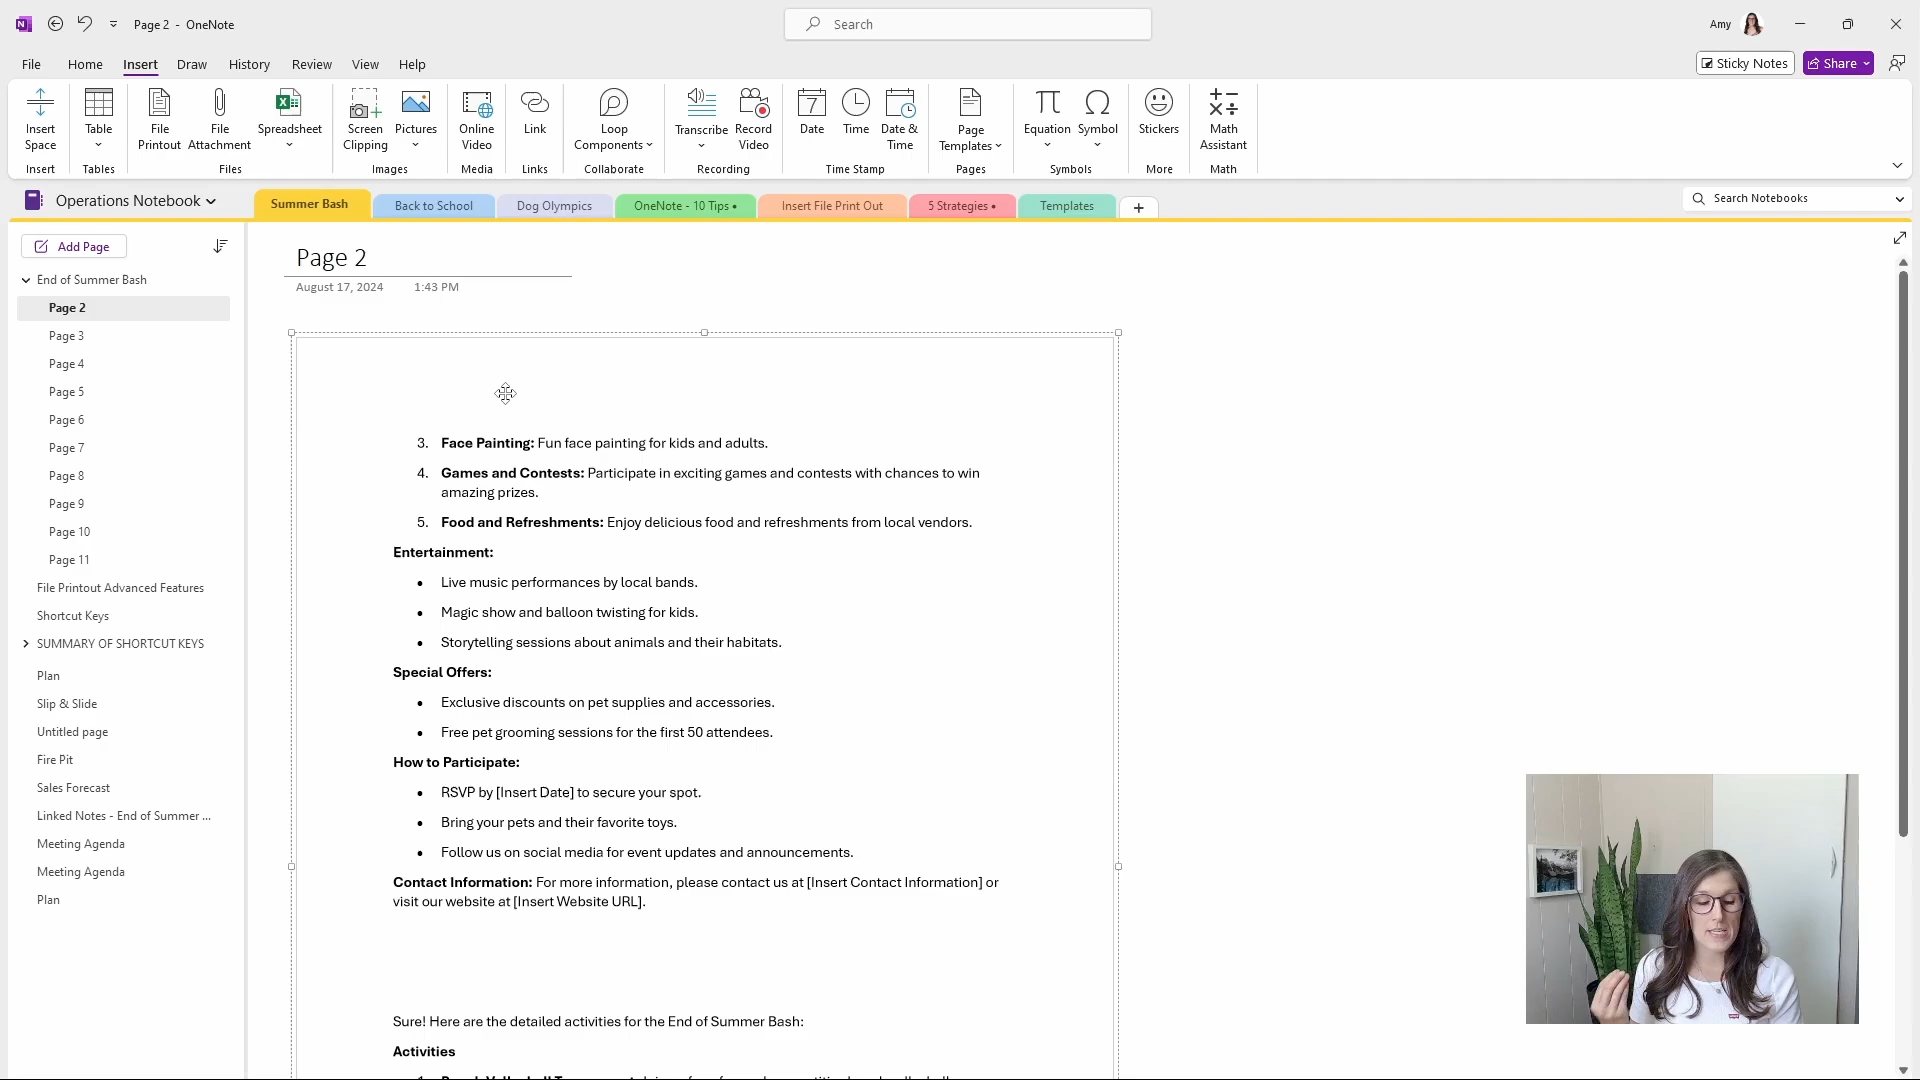 Page 2 - OneNote
Search
Amy
File
Home
Insert
Draw
History
Review
View
Help
Sticky Notes
Share
Insert Space
Table
File Printout
File Attachment
Spreadsheet
Screen Clipping
Pictures
Online Video
Link
Loop Components
Transcribe
Record Video
7
Date
Time
Date & Time
Page Templates
Equation
Symbol
Stickers
Math Assistant
Insert
Tables
Files
Images
Media
Links
Collaborate
Recording
Time Stamp
Pages
Symbols
More
Math
Operations Notebook
Summer Bash
Back to School
Dog Olympics
OneNote - 10 Tips •
Insert File Print Out
5 Strategies •
Templates
+
Search Notebooks
Add Page
End of Summer Bash
Page 2
Page 3
Page 4
Page 5
Page 6
Page 7
Page 8
Page 9
Page 10
Page 11
File Printout Advanced Features
Shortcut Keys
SUMMARY OF SHORTCUT KEYS
Plan
Slip & Slide
Untitled page
Fire Pit
Sales Forecast
Linked Notes - End of Summer ...
Meeting Agenda
Meeting Agenda
Plan
Page 2
August 17, 2024 1:43 PM
3. Face Painting: Fun face painting for kids and adults.
4. Games and Contests: Participate in exciting games and contests with chances to win
amazing prizes.
5. Food and Refreshments: Enjoy delicious food and refreshments from local vendors.
Entertainment:
• Live music performances by local bands.
• Magic show and balloon twisting for kids.
• Storytelling sessions about animals and their habitats.
Special Offers:
• Exclusive discounts on pet supplies and accessories.
• Free pet grooming sessions for the first 50 attendees.
How to Participate:
• RSVP by [Insert Date] to secure your spot.
• Bring your pets and their favorite toys.
• Follow us on social media for event updates and announcements.
Contact Information: For more information, please contact us at [Insert Contact Information] or
visit our website at [Insert Website URL].
Sure! Here are the detailed activities for the End of Summer Bash:
Activities